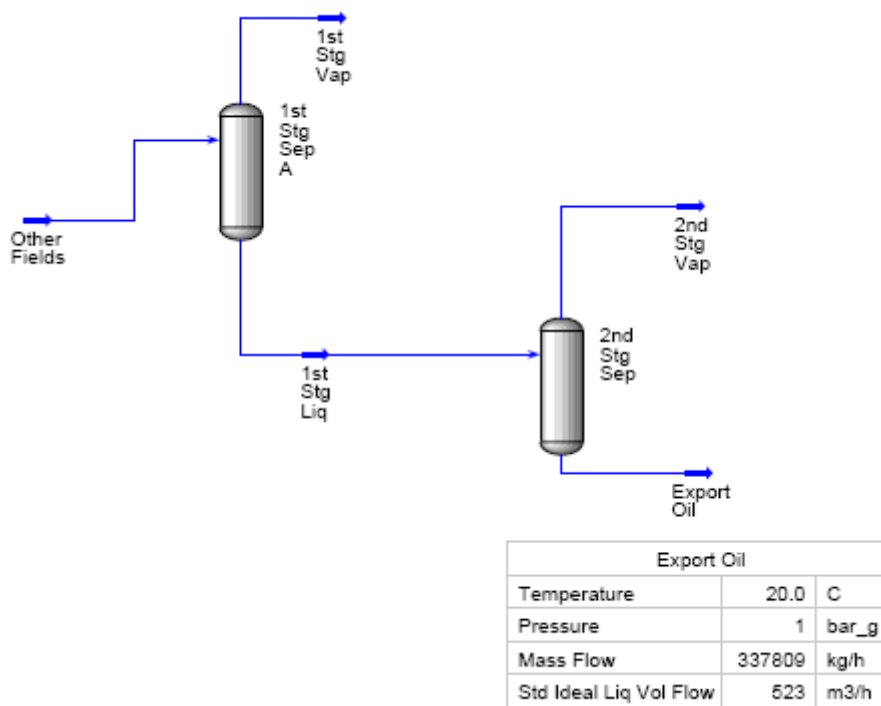 1st
Stg
Vap
1st
Stg
Sep
A
Other
Fields
2nd
Stg
Vap
1st
Stg
Liq
2nd
Stg
Sep
Export
Oil
Export Oil
Temperature 20.0 C
Pressure 1 bar_g
Mass Flow 337809 kg/h
Std Ideal Liq Vol Flow 523 m3/h